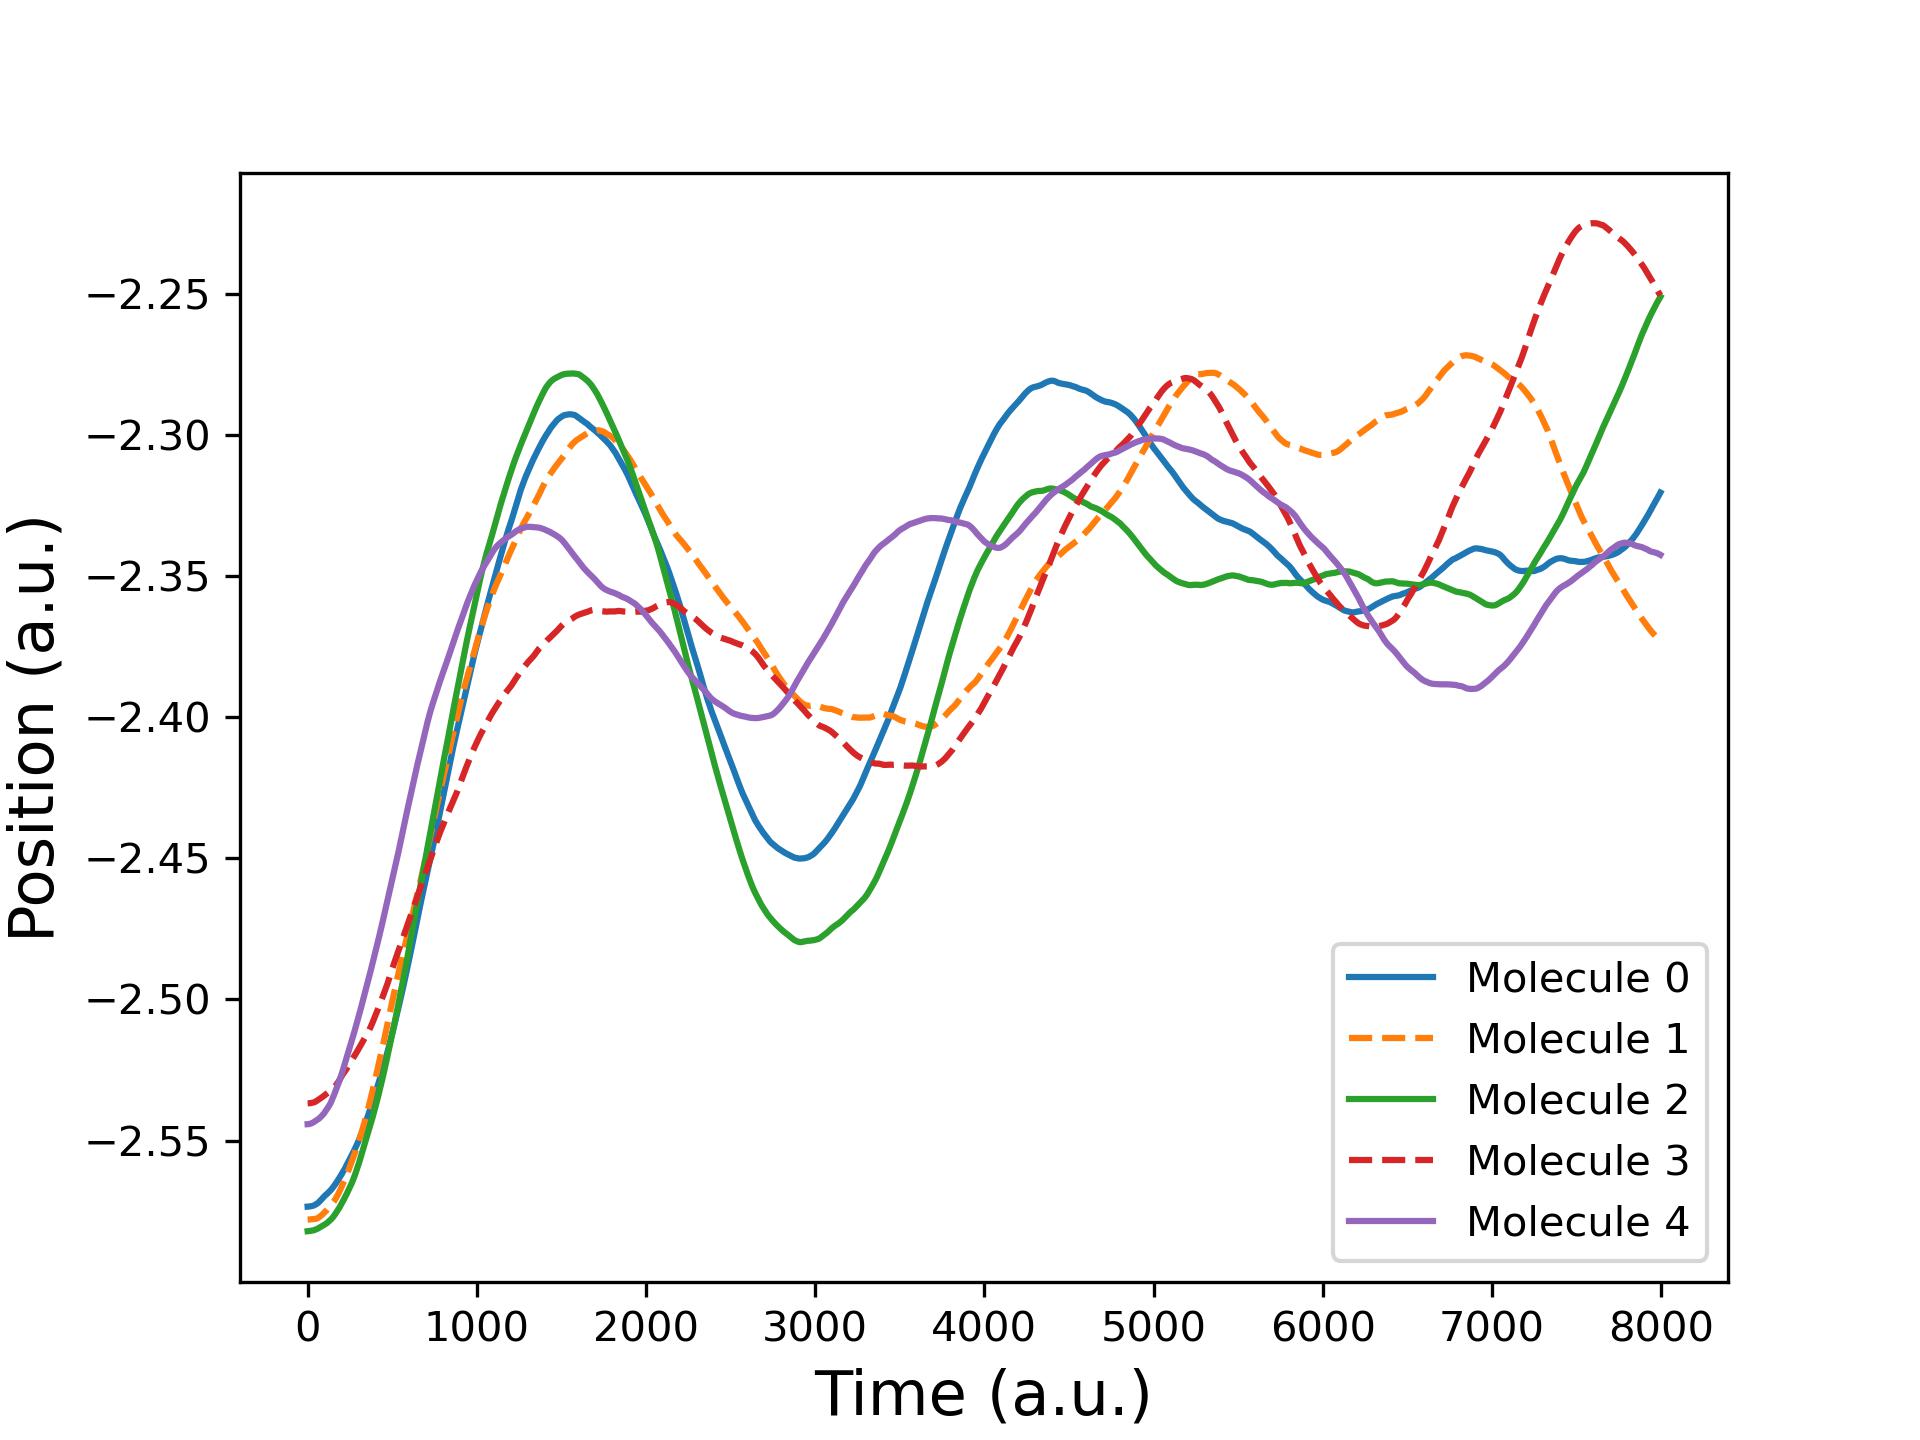 Position (a.u.)
−2.25
−2.30
−2.35
−2.40
−2.45
−2.50
−2.55
0 1000 2000 3000 4000 5000 6000 7000 8000
Time (a.u.)
Molecule 0
Molecule 1
Molecule 2
Molecule 3
Molecule 4